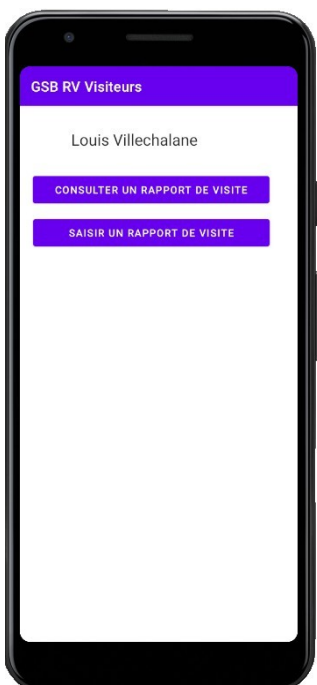 GSB RV Visiteurs
Louis Villechalane
CONSULTER UN RAPPORT DE VISITE
SAISIR UN RAPPORT DE VISITE